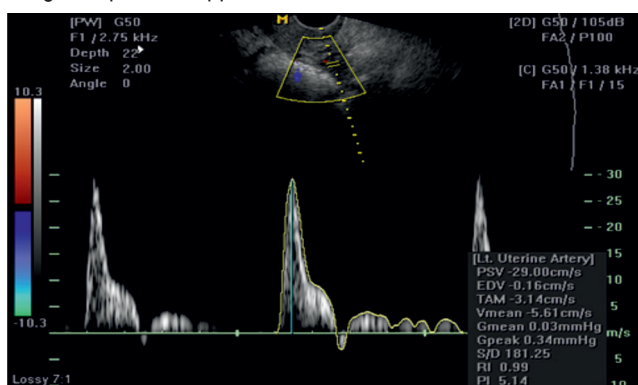 [PW] G50
F1 / 2.75 kHz
Depth 22
Size 2.00
Angle 0
M
[2D] G50 / 105dB
FA2 / P100
[C] G50 / 1.38 kHz
FA1 / F1 / 15
10.3
-10.3
30
25
20
15
[Lt. Uterine Artery]
PSV -29.00cm/s
EDV -0.16cm/s
TAM -3.14cm/s
Vmean -5.61cm/s
Gmean 0.03mmHg
Gpeak 0.34mmHg
S/D 181.25
RI 0.99
PI 5.14
5
m/s
5
10
Lossy 7:1